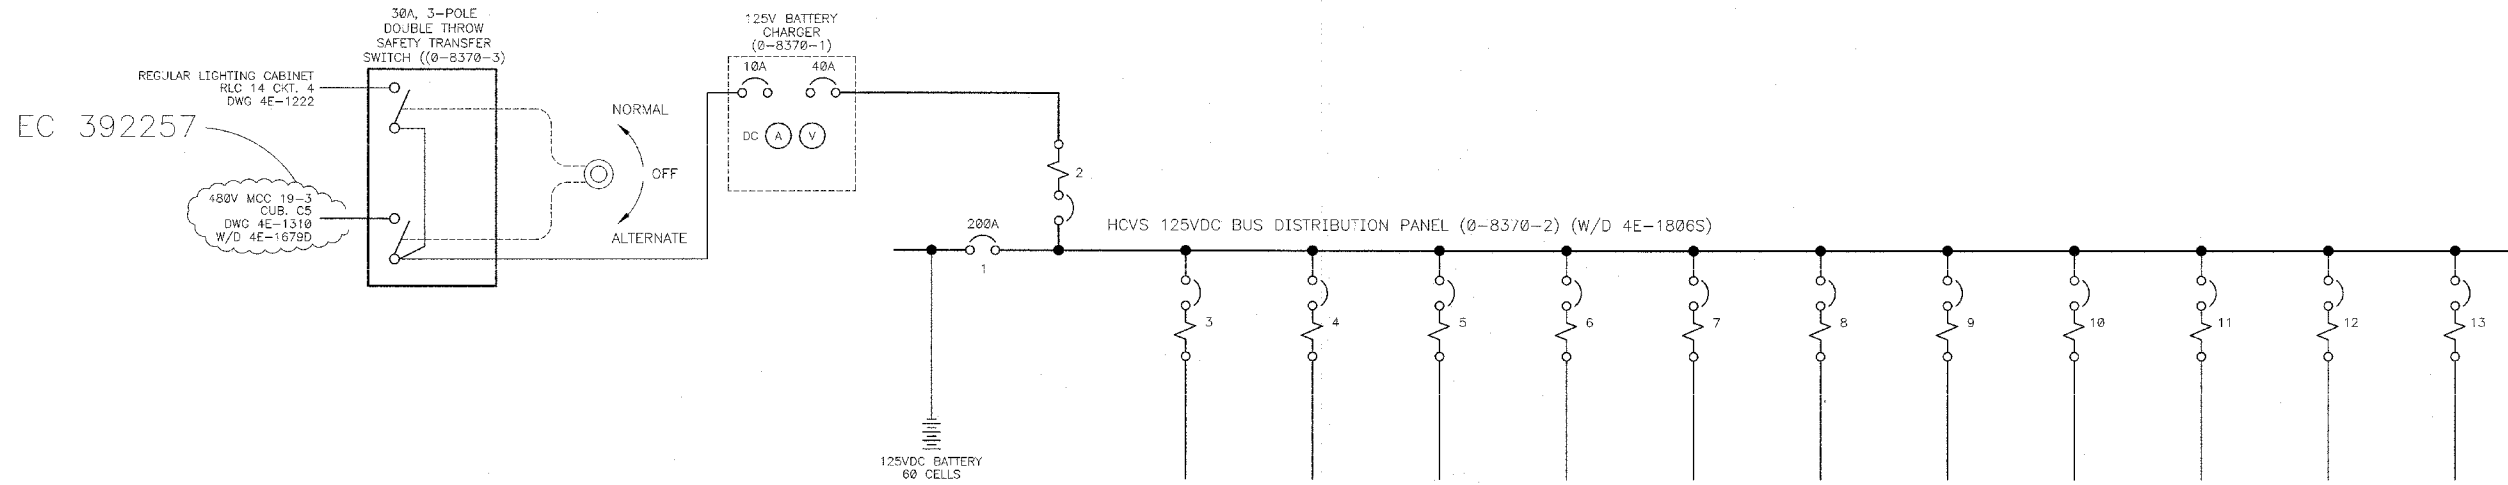 30A, 3-POLE
DOUBLE THROW
SAFETY TRANSFER
SWITCH ((0-8370-3)
REGULAR LIGHTING CABINET
RLC 14 CKT. 4
DWG 4E-1222
EC 392257
480V MCC 19-3
CUB. C5
DWG 4E-1310
W/D 4E-1679D
NORMAL
OFF
ALTERNATE
125V BATTERY
CHARGER
(0-8370-1)
10A 40A
DC A V
2
200A
1
HCVS 125VDC BUS DISTRIBUTION PANEL (0-8370-2) (W/D 4E-1806S)
3 4 5 6 7 8 9 10 11 12 13
125VDC BATTERY
60 CELLS